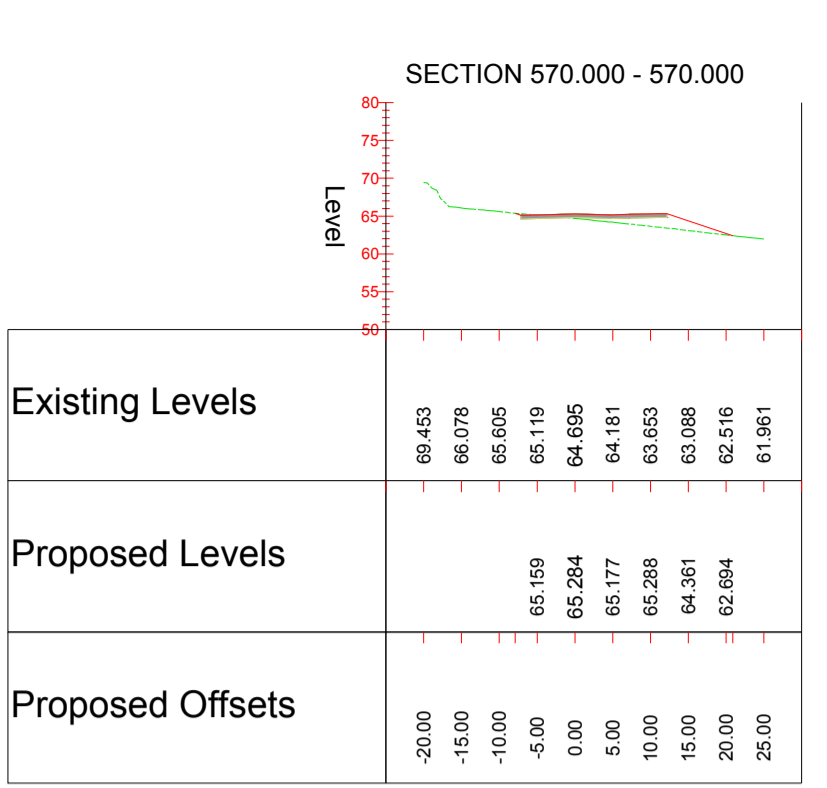 SECTION 570.000 - 570.000
80
75
70
65
60
55
50
Level
Existing Levels
69.453 66.078 65.605 65.119 64.695 64.181 63.653 63.088 62.516 61.961
Proposed Levels
65.159 65.284 65.177 65.288 64.361 62.694
Proposed Offsets
-20.00 -15.00 -10.00 -5.00 0.00 5.00 10.00 15.00 20.00 25.00